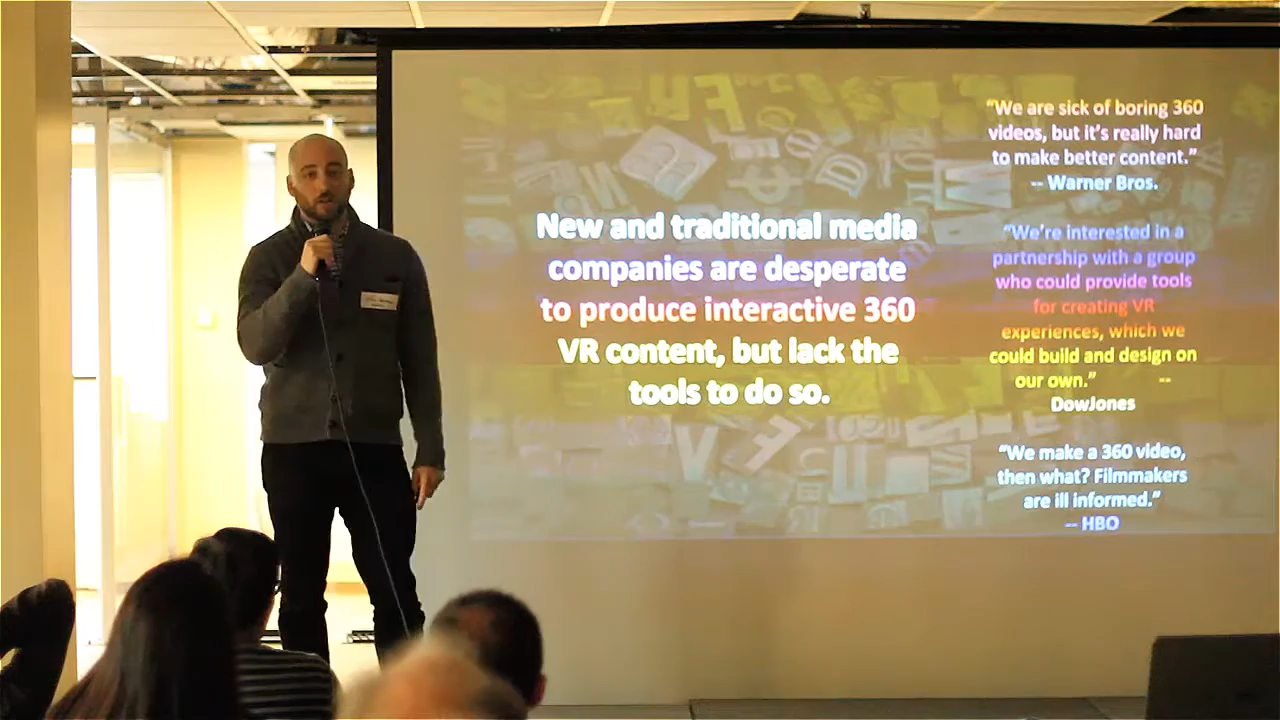 New and traditional media
companies are desperate
to produce interactive 360
VR content, but lack the
tools to do so.
“We are sick of boring 360
videos, but it’s really hard
to make better content.”
-- Warner Bros.
“We’re interested in a
partnership with a group
who could provide tools
for creating VR
experiences, which we
could build and design on
our own.” --
DowJones
“We make a 360 video,
then what? Filmmakers
are ill informed.”
-- HBO